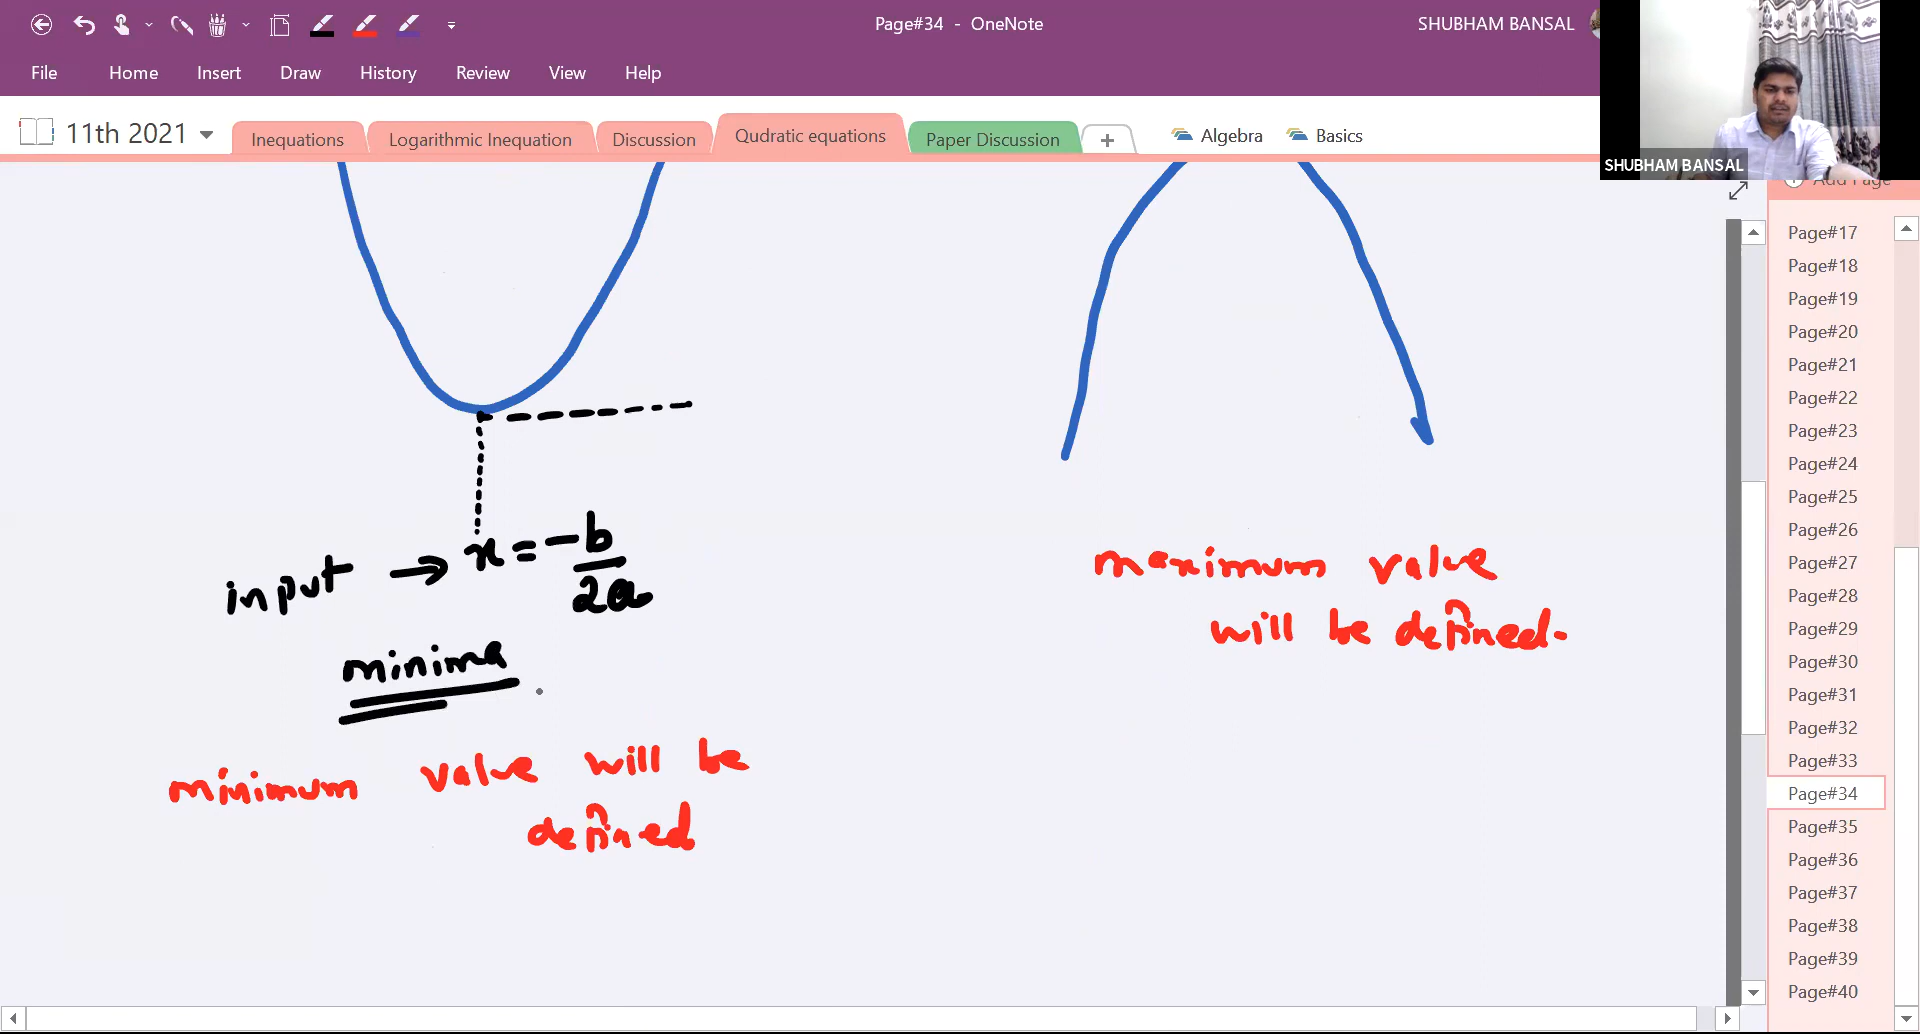 Page#34 - OneNote
SHUBHAM BANSAL
File Home Insert Draw History Review View Help
11th 2021
Inequations
Logarithmic Inequation
Discussion
Qudratic equations
Paper Discussion
+
Algebra
Basics
SHUBHAM BANSAL
Add Page
Page#17
Page#18
Page#19
Page#20
Page#21
Page#22
Page#23
Page#24
Page#25
Page#26
Page#27
Page#28
Page#29
Page#30
Page#31
Page#32
Page#33
Page#34
Page#35
Page#36
Page#37
Page#38
Page#39
Page#40
input → x = -b/2a
minima
minimum value will be
defined
maximum value
will be defined.